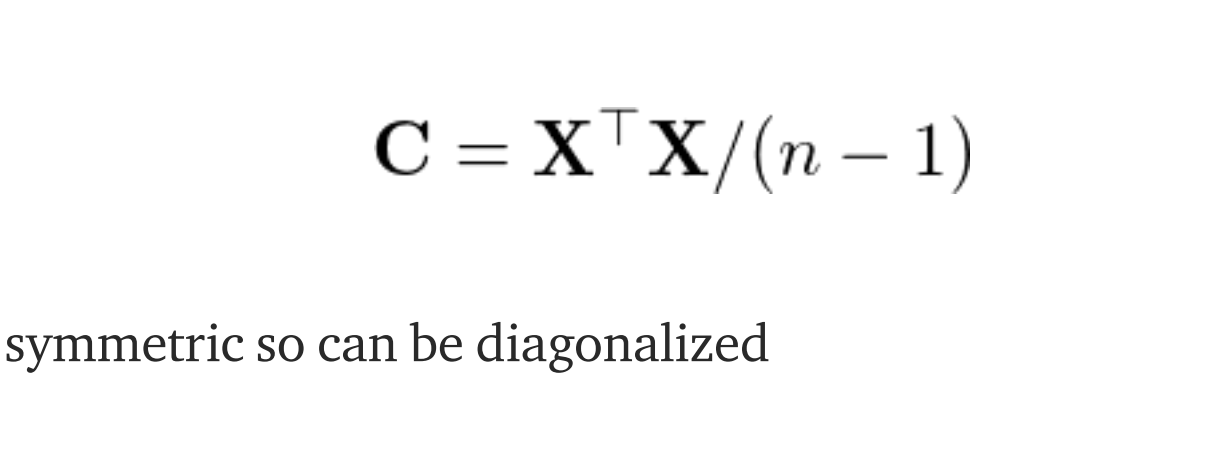 C = X⊤X/(n − 1)
symmetric so can be diagonalized